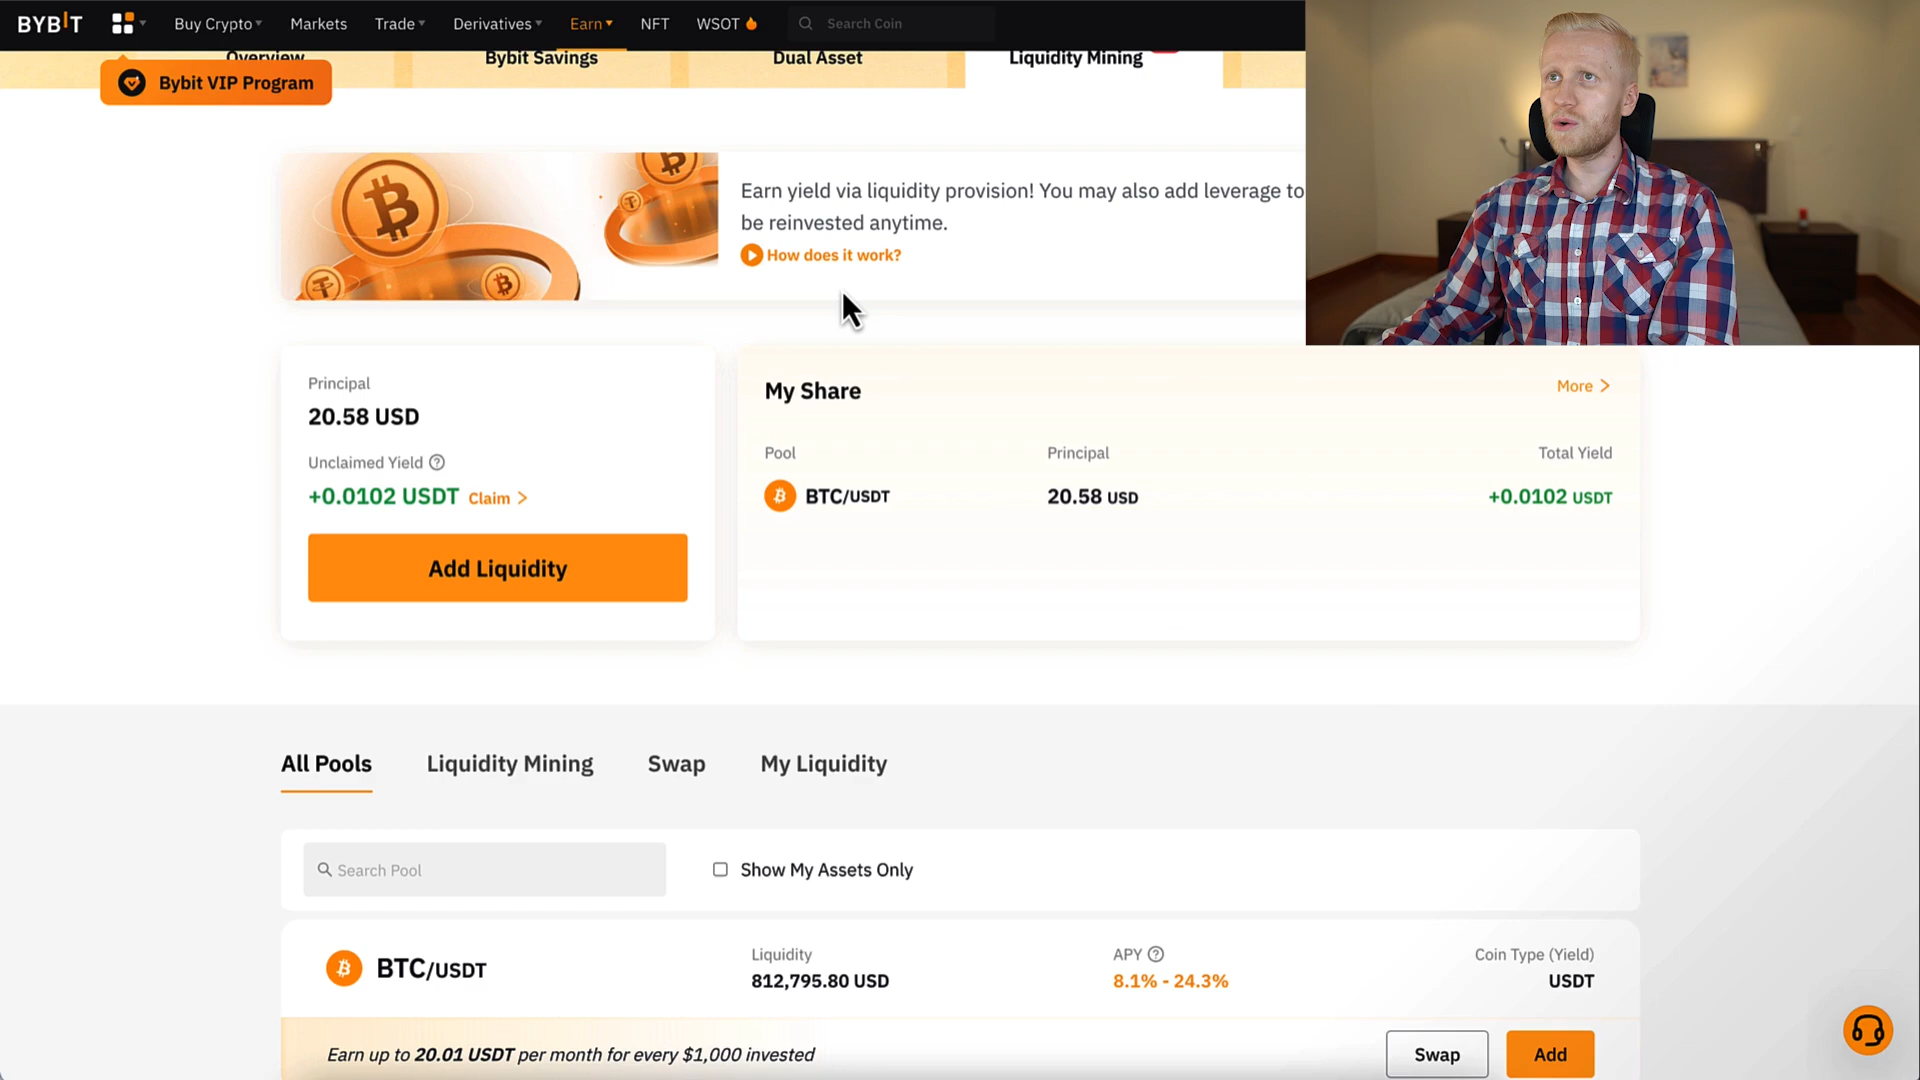 BYBIT
Buy Crypto
Markets
Trade
Derivatives
Earn
NFT
WSOT
Search Coin
Overview
Bybit Savings
Dual Asset
Liquidity Mining
Bybit VIP Program
Earn yield via liquidity provision! You may also add leverage to
be reinvested anytime.
How does it work?
Principal
20.58 USD
Unclaimed Yield
+0.0102 USDT Claim >
Add Liquidity
My Share
More >
Pool
Principal
Total Yield
BTC/USDT
20.58 USD
+0.0102 USDT
All Pools
Liquidity Mining
Swap
My Liquidity
Search Pool
Show My Assets Only
BTC/USDT
Liquidity
812,795.80 USD
APY
8.1% - 24.3%
Coin Type (Yield)
USDT
Earn up to 20.01 USDT per month for every $1,000 invested
Swap
Add